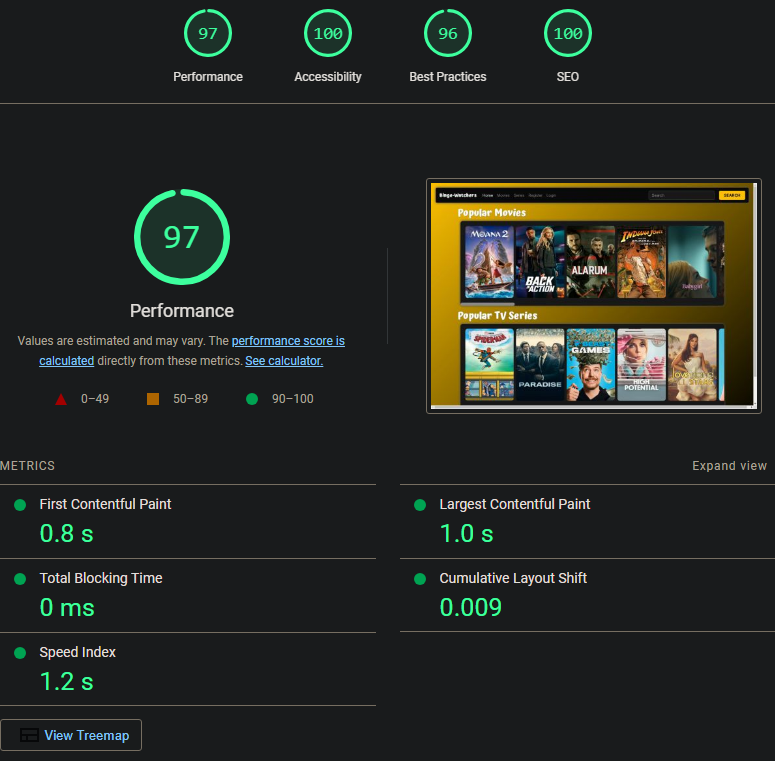 97 100 96 100
Performance Accessibility Best Practices SEO
97
Performance
Values are estimated and may vary. The performance score is
calculated directly from these metrics. See calculator.
0–49 50–89 90–100
Binge-Watchers Home Movies Series Register Login Search SEARCH
Popular Movies
MOANA 2
BACK IN ACTION
ALARUM
INDIANA JONES
Babygirl
Popular TV Series
SPIDER-MAN
PARADISE
GAMES
HIGH
POTENTIAL
METRICS Expand view
First Contentful Paint
0.8 s
Largest Contentful Paint
1.0 s
Total Blocking Time
0 ms
Cumulative Layout Shift
0.009
Speed Index
1.2 s
View Treemap